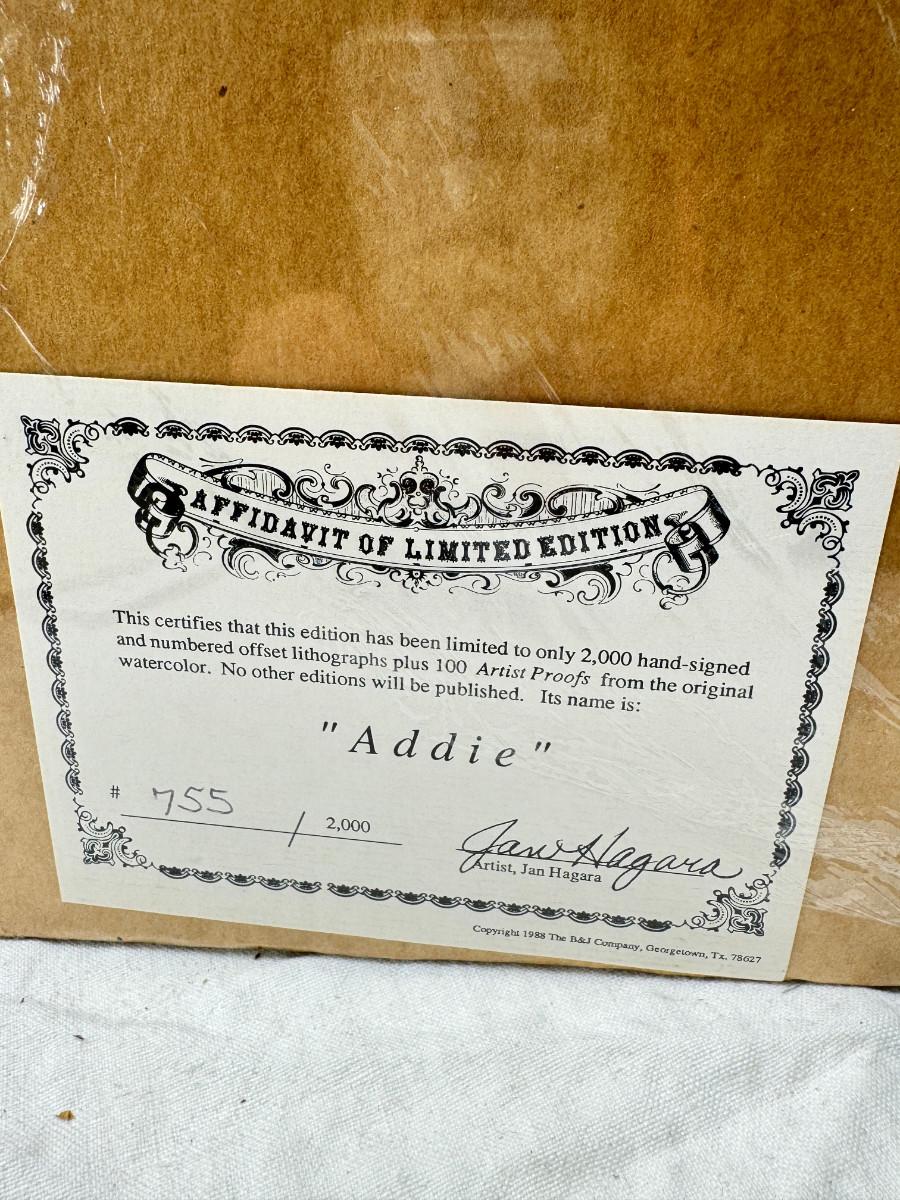 AFFIDAVIT OF LIMITED EDITION
This certifies that this edition has been limited to only 2,000 hand-signed
and numbered offset lithographs plus 100 Artist Proofs from the original
watercolor. No other editions will be published. Its name is:
"Addie"
# 755 / 2,000
Jan Hagara
Artist, Jan Hagara
Copyright 1988 The B&J Company, Georgetown, Tx. 78627